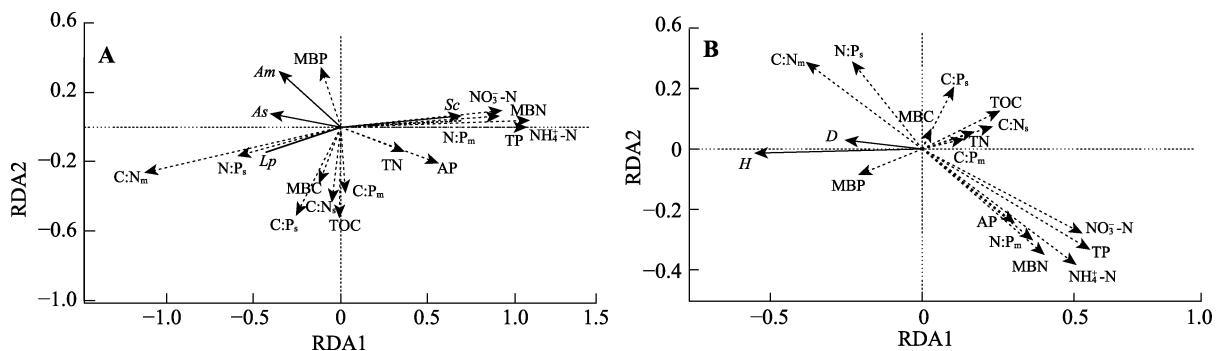 A
0.6
0.2
−0.2
−0.6
−1.0
RDA2
−1.0
−0.5
0
0.5
1.0
1.5
RDA1
MBP
Am
As
Sc
NO₃⁻-N
MBN
N:Pₘ
TP
NH₄⁺-N
TN
AP
Lp
N:Pₛ
C:Nₘ
MBC
C:Pₘ
C:Nₛ
C:Pₛ
TOC
B
0.6
0.2
0
−0.2
−0.4
RDA2
−0.5
0
0.5
1.0
RDA1
C:Nₘ
N:Pₛ
C:Pₛ
TOC
MBC
C:Nₛ
TN
C:Pₘ
D
H
MBP
AP
N:Pₘ
MBN
NO₃⁻-N
TP
NH₄⁺-N